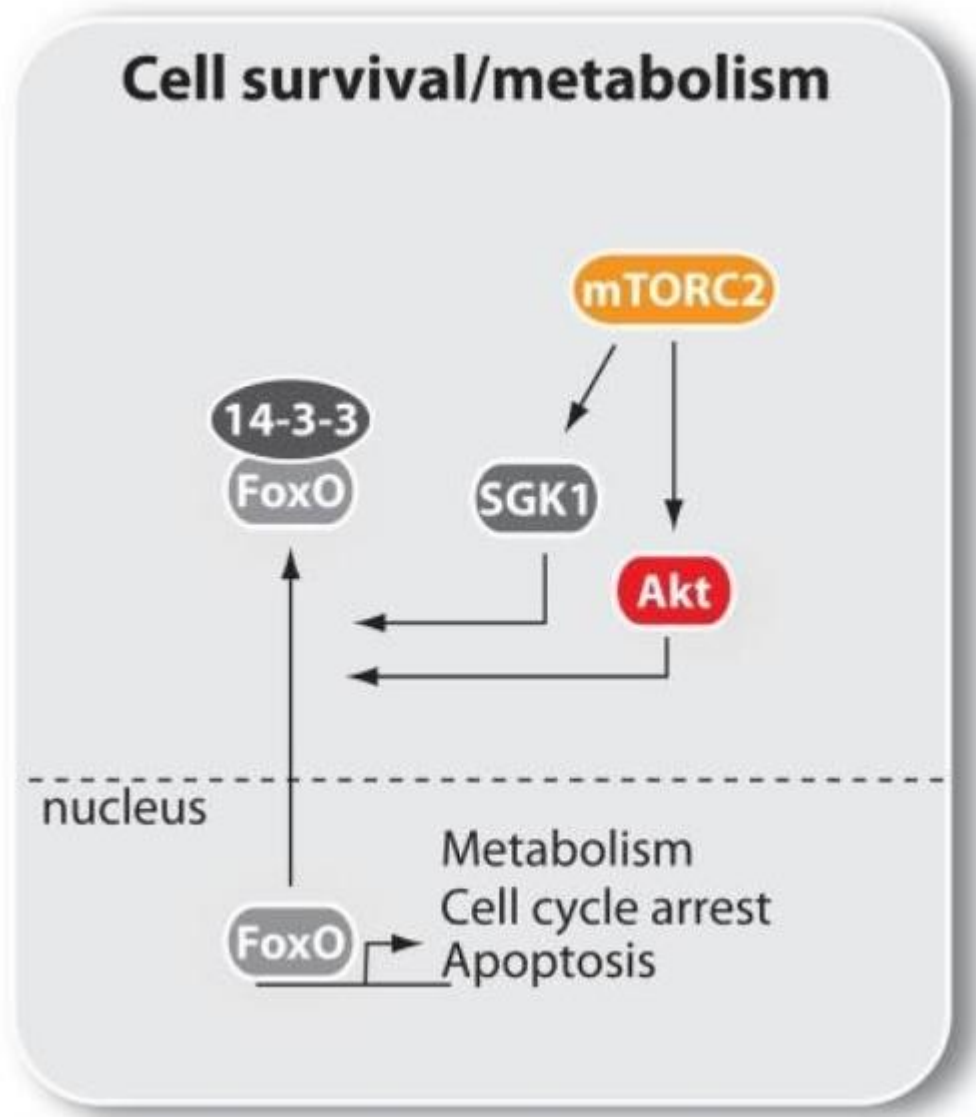 Cell survival/metabolism
mTORC2
14-3-3
FoxO
SGK1
Akt
nucleus
Metabolism
Cell cycle arrest
FoxO
Apoptosis